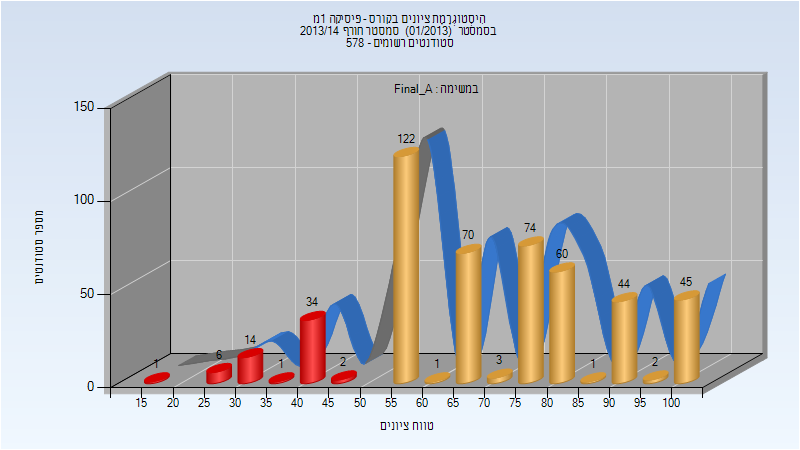 היסטוגרמת ציונים בקורס - פיסיקה 1מ
בסמסטר (01/2013) סמסטר חורף 2013/14
סטודנטים רשומים - 578
במשימה : Final_A
מספר סטודנטים
150
100
50
0
1
6
14
1
34
2
122
1
70
3
74
60
1
44
2
45
15 20 25 30 35 40 45 50 55 60 65 70 75 80 85 90 95 100
טווח ציונים